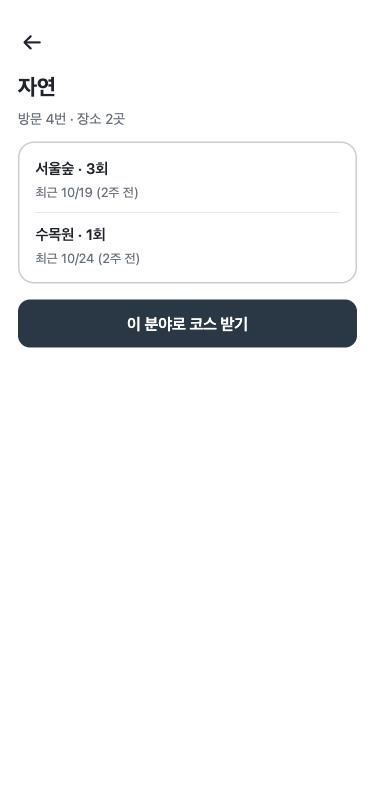 자연
방문 4번 · 장소 2곳
서울숲 · 3회
최근 10/19 (2주 전)
수목원 · 1회
최근 10/24 (2주 전)
이 분야로 코스 받기